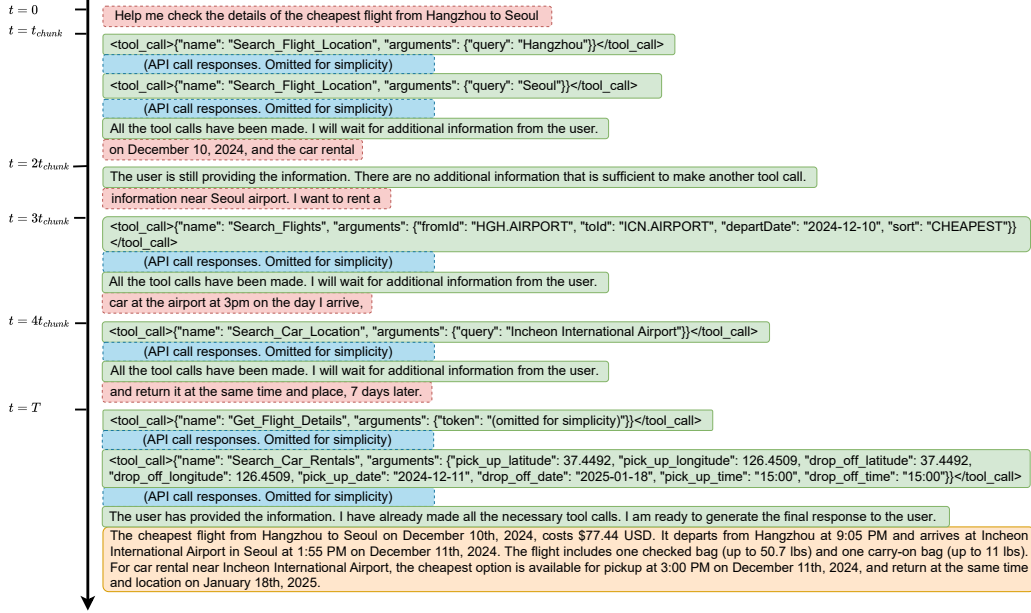 t = 0
Help me check the details of the cheapest flight from Hangzhou to Seoul
t = t_chunk
<tool_call>{"name": "Search_Flight_Location", "arguments": {"query": "Hangzhou"}}</tool_call>
(API call responses. Omitted for simplicity)
<tool_call>{"name": "Search_Flight_Location", "arguments": {"query": "Seoul"}}</tool_call>
(API call responses. Omitted for simplicity)
All the tool calls have been made. I will wait for additional information from the user.
on December 10, 2024, and the car rental
t = 2t_chunk
The user is still providing the information. There are no additional information that is sufficient to make another tool call.
information near Seoul airport. I want to rent a
t = 3t_chunk
<tool_call>{"name": "Search_Flights", "arguments": {"fromId": "HGH.AIRPORT", "toId": "ICN.AIRPORT", "departDate": "2024-12-10", "sort": "CHEAPEST"}}
</tool_call>
(API call responses. Omitted for simplicity)
All the tool calls have been made. I will wait for additional information from the user.
car at the airport at 3pm on the day I arrive,
t = 4t_chunk
<tool_call>{"name": "Search_Car_Location", "arguments": {"query": "Incheon International Airport"}}</tool_call>
(API call responses. Omitted for simplicity)
All the tool calls have been made. I will wait for additional information from the user.
and return it at the same time and place, 7 days later.
t = T
<tool_call>{"name": "Get_Flight_Details", "arguments": {"token": "(omitted for simplicity)"}}</tool_call>
(API call responses. Omitted for simplicity)
<tool_call>{"name": "Search_Car_Rentals", "arguments": {"pick_up_latitude": 37.4492, "pick_up_longitude": 126.4509, "drop_off_latitude": 37.4492,
"drop_off_longitude": 126.4509, "pick_up_date": "2024-12-11", "drop_off_date": "2025-01-18", "pick_up_time": "15:00", "drop_off_time": "15:00"}}</tool_call>
(API call responses. Omitted for simplicity)
The user has provided the information. I have already made all the necessary tool calls. I am ready to generate the final response to the user.
The cheapest flight from Hangzhou to Seoul on December 10th, 2024, costs $77.44 USD. It departs from Hangzhou at 9:05 PM and arrives at Incheon
International Airport in Seoul at 1:55 PM on December 11th, 2024. The flight includes one checked bag (up to 50.7 lbs) and one carry-on bag (up to 11 lbs).
For car rental near Incheon International Airport, the cheapest option is available for pickup at 3:00 PM on December 11th, 2024, and return at the same time
and location on January 18th, 2025.